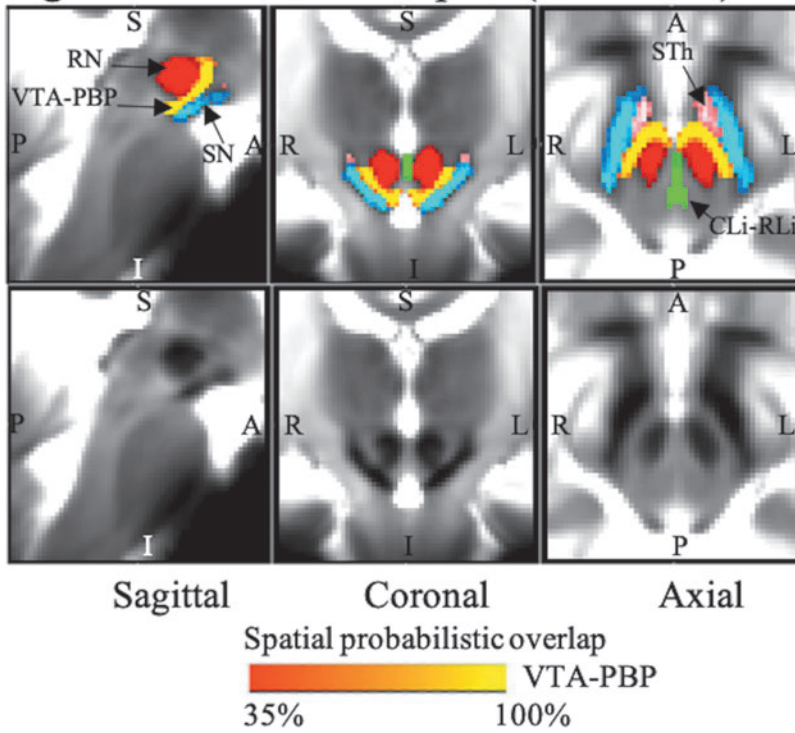 S S A
RN
STh
VTA-PBP
SN
P A R L R L
CLi-RLi
I I P
S S A
P A R L R L
I I P
Sagittal Coronal Axial
Spatial probabilistic overlap
VTA-PBP
35% 100%